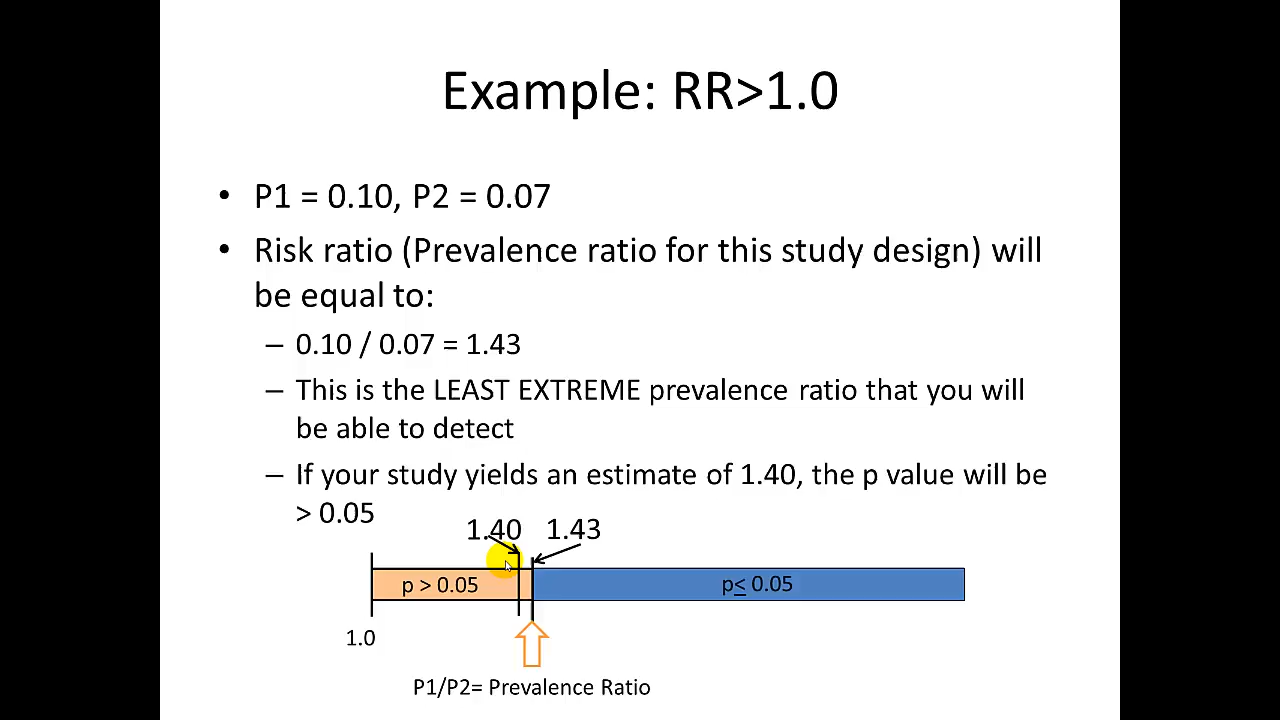 Example: RR>1.0
• P1 = 0.10, P2 = 0.07
• Risk ratio (Prevalence ratio for this study design) will
be equal to:
– 0.10 / 0.07 = 1.43
– This is the LEAST EXTREME prevalence ratio that you will
be able to detect
– If your study yields an estimate of 1.40, the p value will be
> 0.05
1.40 1.43
p > 0.05 p≤ 0.05
1.0
P1/P2= Prevalence Ratio